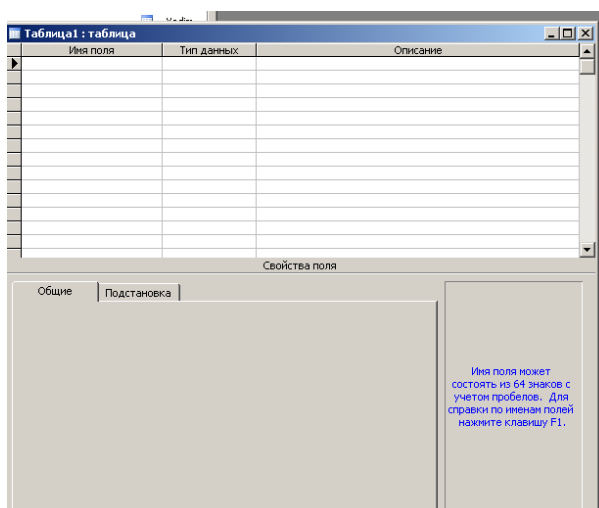 Таблица1 : таблица
Имя поля Тип данных Описание
Свойства поля
Общие Подстановка
Имя поля может
состоять из 64 знаков с
учетом пробелов. Для
справки по именам полей
нажмите клавишу F1.